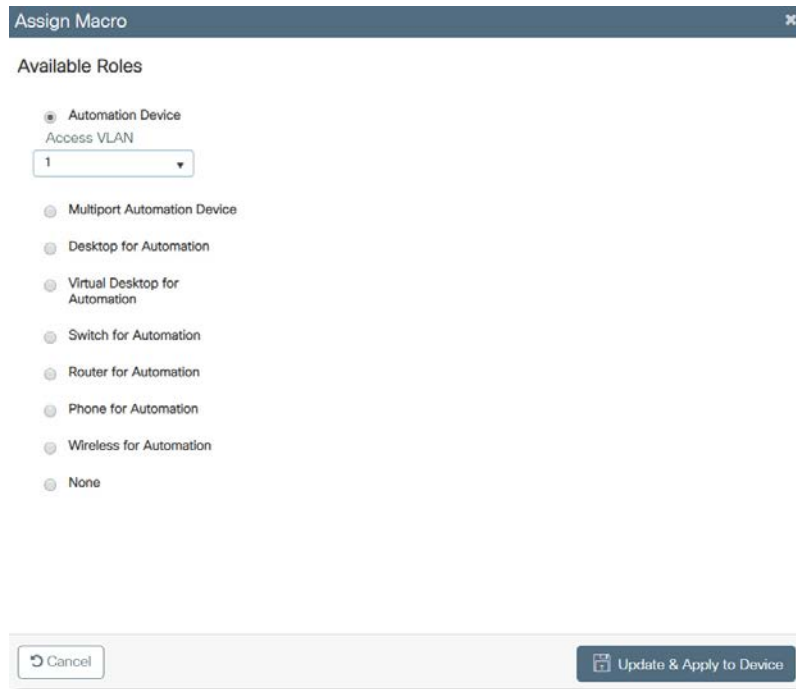 Assign Macro
Available Roles
Automation Device
Access VLAN
1
Multiport Automation Device
Desktop for Automation
Virtual Desktop for
Automation
Switch for Automation
Router for Automation
Phone for Automation
Wireless for Automation
None
Cancel
Update & Apply to Device